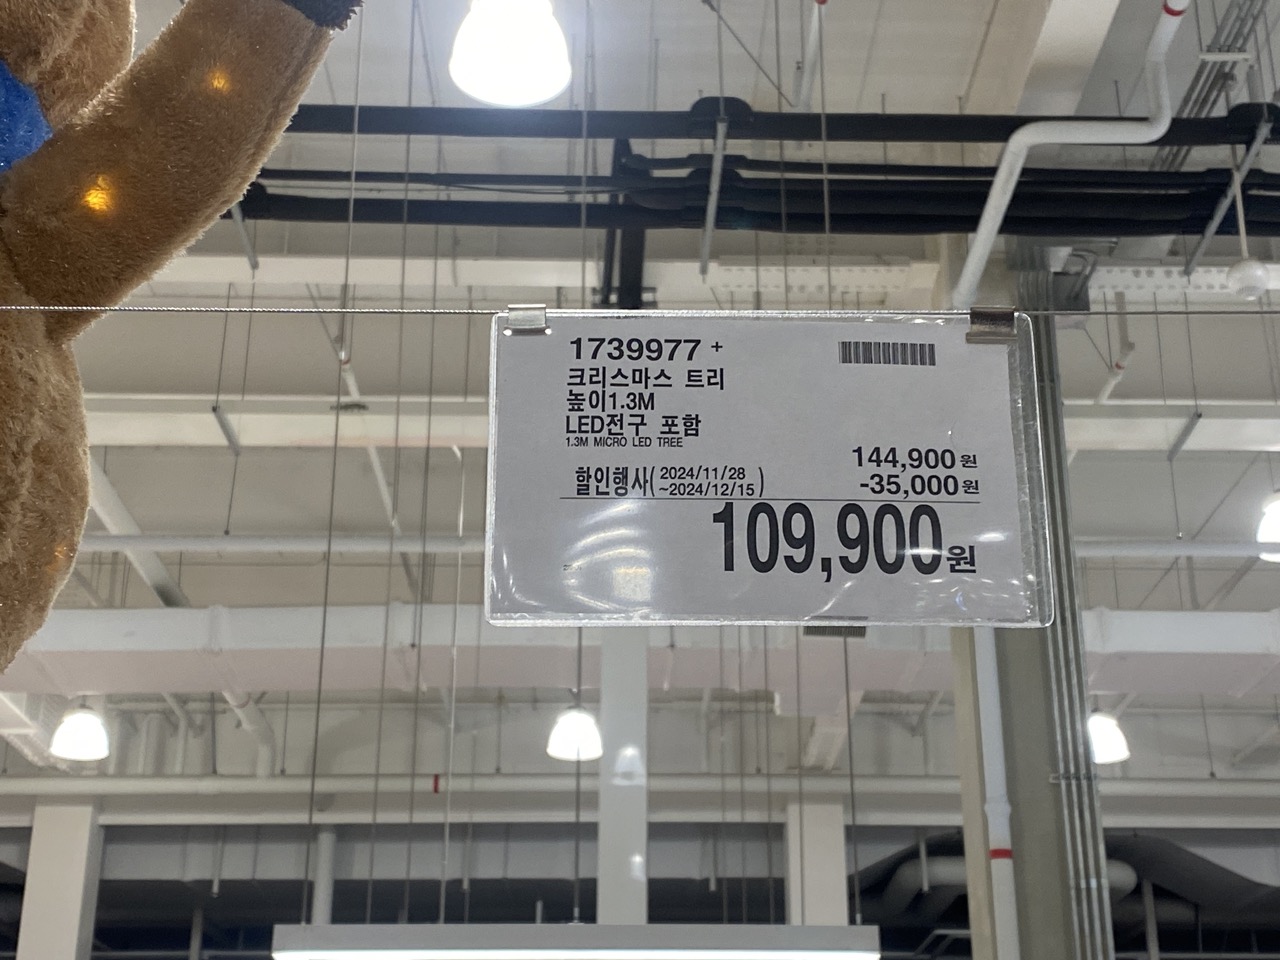 1739977 +
크리스마스 트리
높이1.3M
LED전구 포함
1.3M MICRO LED TREE
144,900원
할인행사( 2024/11/28 ~2024/12/15 )
-35,000원
109,900원